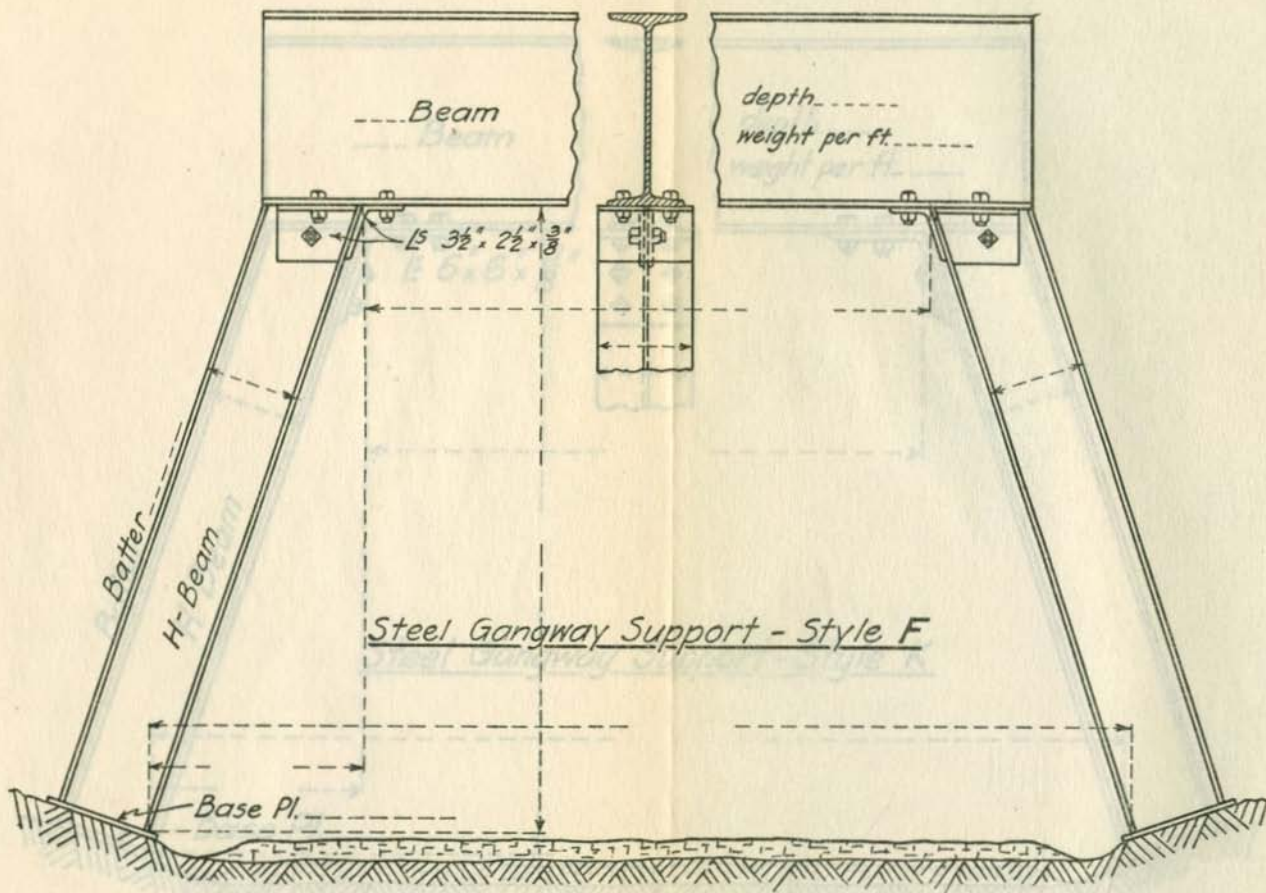 Beam
depth
weight per ft.
Ls 3½" x 2½" x 3/8"
Batter
H-Beam
Steel Gangway Support - Style F
Base Pl.